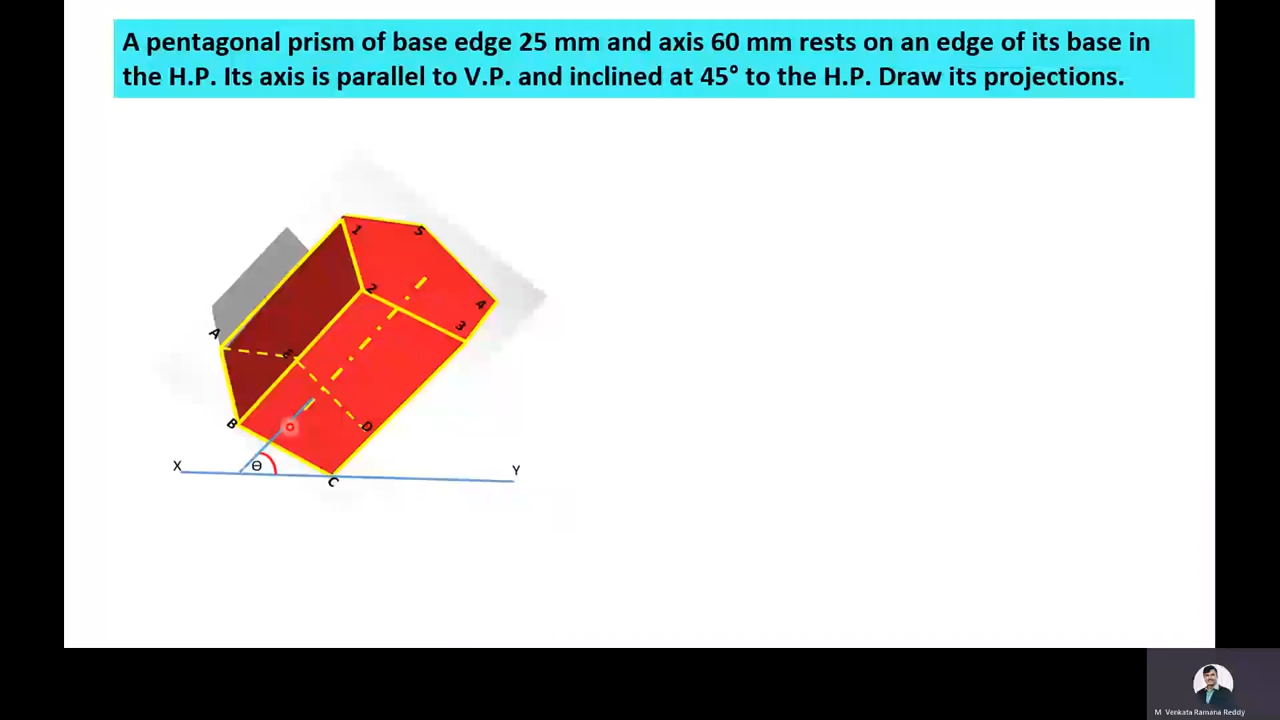 A pentagonal prism of base edge 25 mm and axis 60 mm rests on an edge of its base in
the H.P. Its axis is parallel to V.P. and inclined at 45° to the H.P. Draw its projections.
1
5
2
4
3
A
E
B
D
X
Θ
Y
C
M Venkata Ramana Reddy